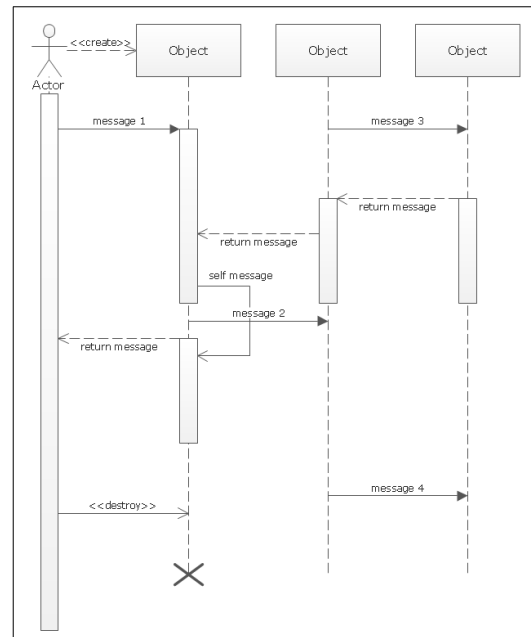 <<create>>
Object
Object
Object
Actor
message 1
message 3
return message
return message
self message
message 2
return message
message 4
<<destroy>>